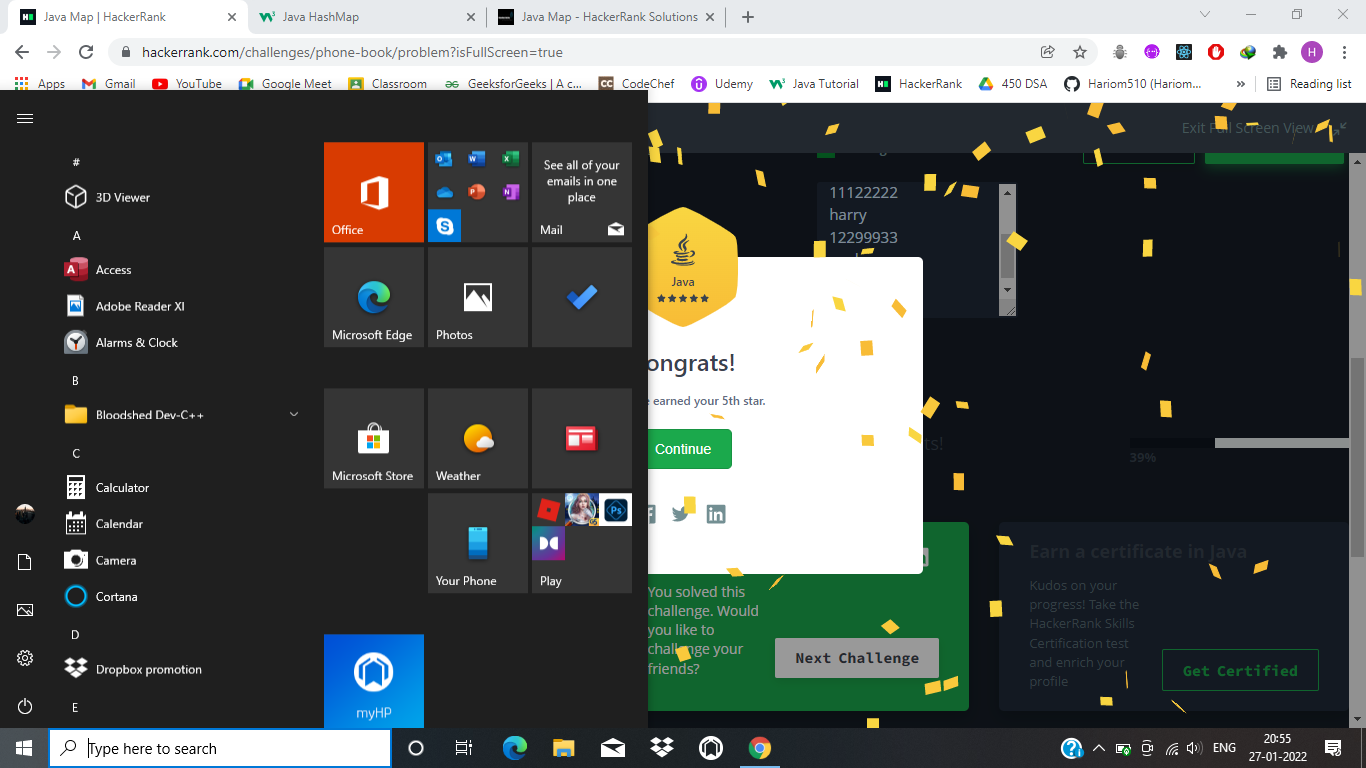 Java Map | HackerRank
Java HashMap
Java Map - HackerRank Solutions
hackerrank.com/challenges/phone-book/problem?isFullScreen=true
H
Apps
Gmail
YouTube
Google Meet
Classroom
GeeksforGeeks | A c...
CodeChef
Udemy
Java Tutorial
HackerRank
450 DSA
Hariom510 (Hariom...
»
Reading list
Exit Full Screen View
#
3D Viewer
A
Access
Adobe Reader XI
Alarms & Clock
B
Bloodshed Dev-C++
C
Calculator
Calendar
Camera
Cortana
D
Dropbox promotion
E
Office
See all of your
emails in one
place
Mail
Microsoft Edge
Photos
Microsoft Store
Weather
Your Phone
Play
myHP
11122222
harry
12299933
Java
ongrats!
e earned your 5th star.
Continue
39%
You solved this
challenge. Would
you like to
challenge your
friends?
Next Challenge
Earn a certificate in Java
Kudos on your
progress! Take the
HackerRank Skills
Certification test
and enrich your
profile
Get Certified
Type here to search
ENG
20:55
27-01-2022